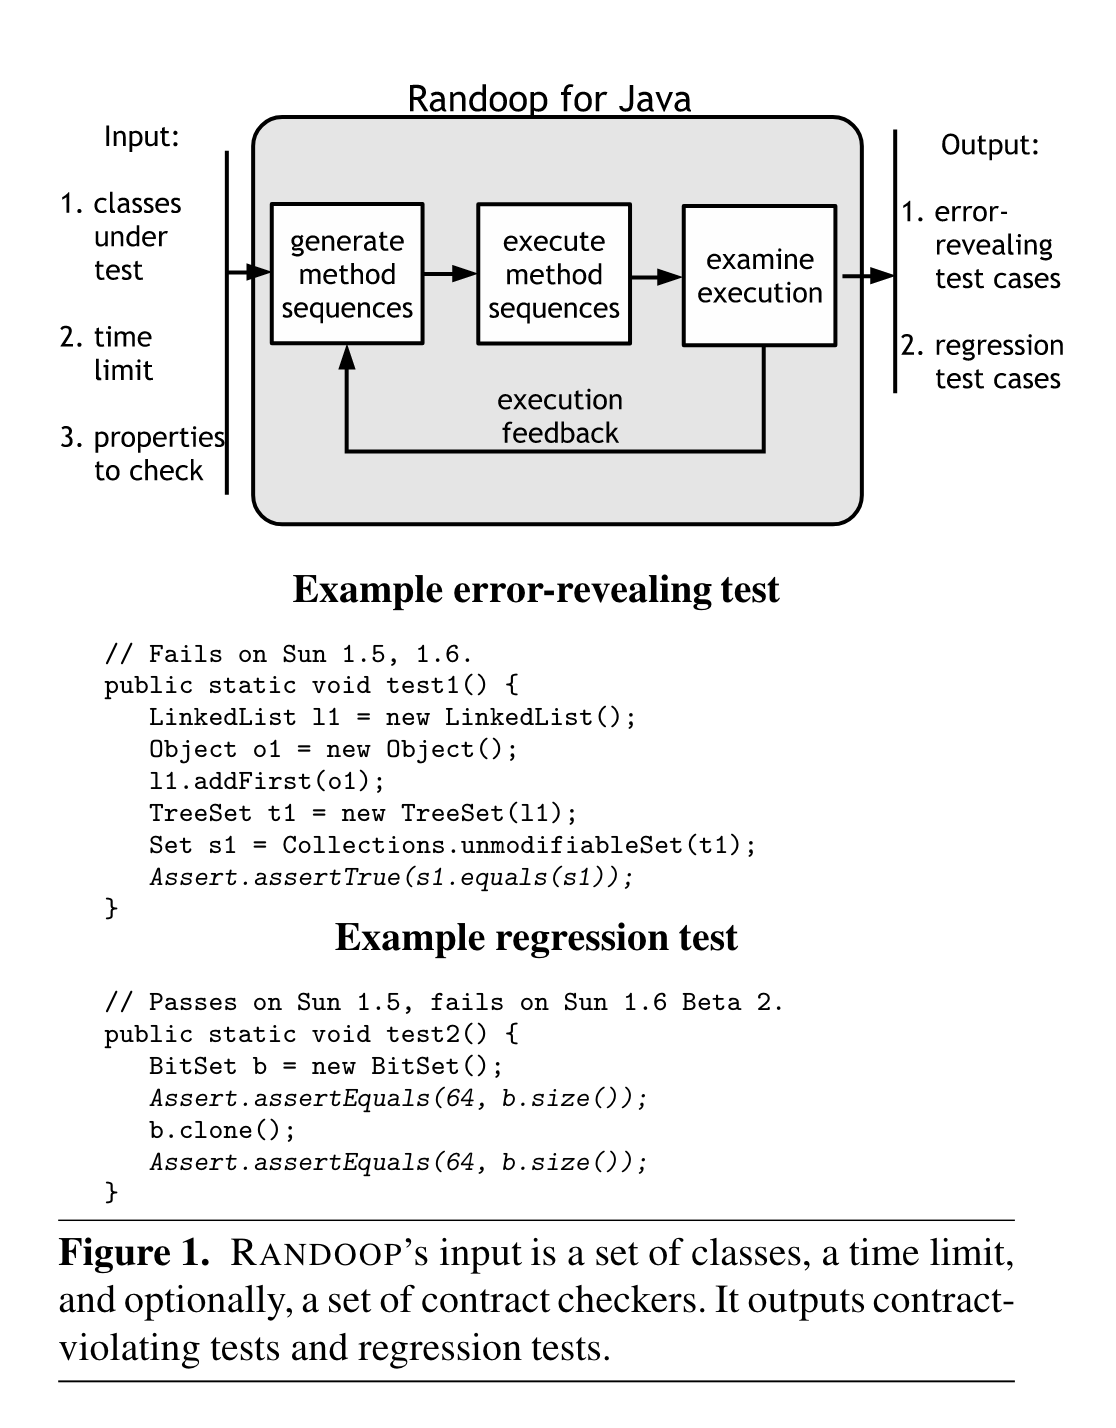 Randoop for Java
Input:
1. classes
under
test
2. time
limit
3. properties
to check
generate
method
sequences
execute
method
sequences
examine
execution
execution
feedback
Output:
1. error-
revealing
test cases
2. regression
test cases
Example error-revealing test
// Fails on Sun 1.5, 1.6.
public static void test1() {
LinkedList l1 = new LinkedList();
Object o1 = new Object();
l1.addFirst(o1);
TreeSet t1 = new TreeSet(l1);
Set s1 = Collections.unmodifiableSet(t1);
Assert.assertTrue(s1.equals(s1));
}
Example regression test
// Passes on Sun 1.5, fails on Sun 1.6 Beta 2.
public static void test2() {
BitSet b = new BitSet();
Assert.assertEquals(64, b.size());
b.clone();
Assert.assertEquals(64, b.size());
}
Figure 1. RANDOOP's input is a set of classes, a time limit,
and optionally, a set of contract checkers. It outputs contract-
violating tests and regression tests.